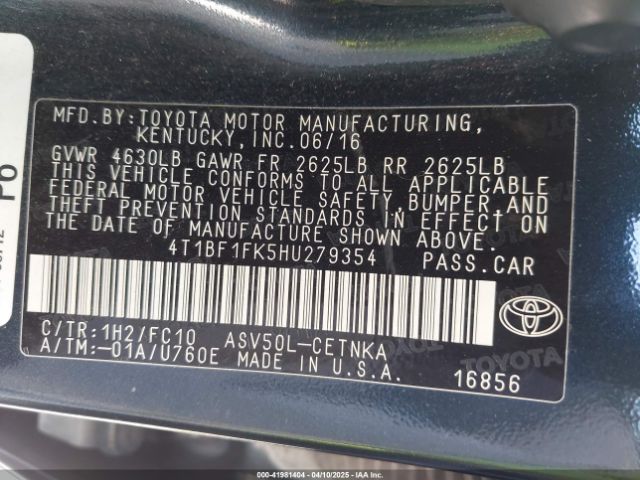 MFD.BY:TOYOTA MOTOR MANUFACTURING,
KENTUCKY, INC. 06/16
GVWR 4630LB GAWR FR 2625LB RR 2625LB
THIS VEHICLE CONFORMS TO ALL APPLICABLE
FEDERAL MOTOR VEHICLE SAFETY, BUMPER, AND
THEFT PREVENTION STANDARDS IN EFFECT ON
THE DATE OF MANUFACTURE SHOWN ABOVE.
4T1BF1FK5HU279354 PASS.CAR
C/TR:1H2/FC10 ASV50L-CETNKA
A/TM:-01A/U760E MADE IN U.S.A.
16856
PO
000-41981404 - 04/10/2025 - IAAI.COM